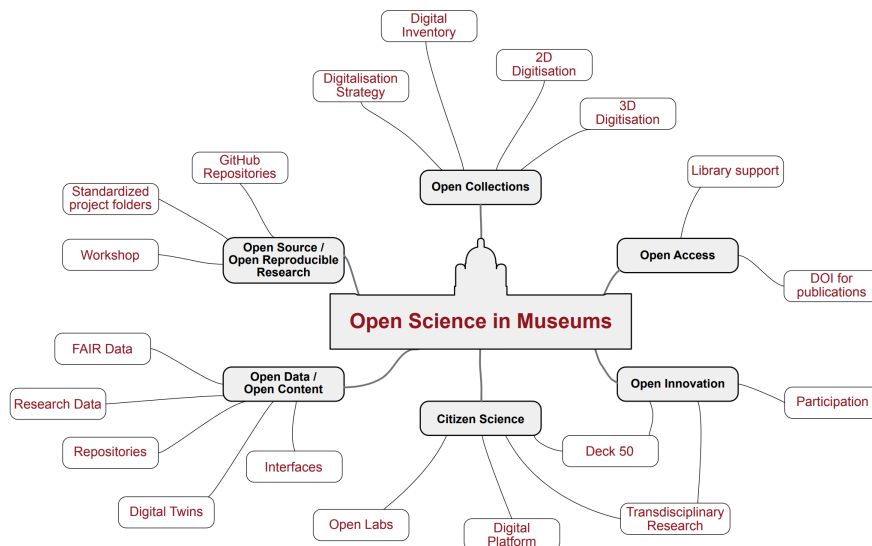 Digital
Inventory
2D
Digitisation
Digitalisation
Strategy
3D
Digitisation
GitHub
Repositories
Library support
Open Collections
Standardized
project folders
Workshop
Open Source /
Open Reproducible
Research
Open Access
DOI for
publications
Open Science in Museums
FAIR Data
Research Data
Open Data /
Open Content
Open Innovation
Participation
Citizen Science
Repositories
Interfaces
Deck 50
Digital Twins
Open Labs
Digital
Platform
Transdisciplinary
Research